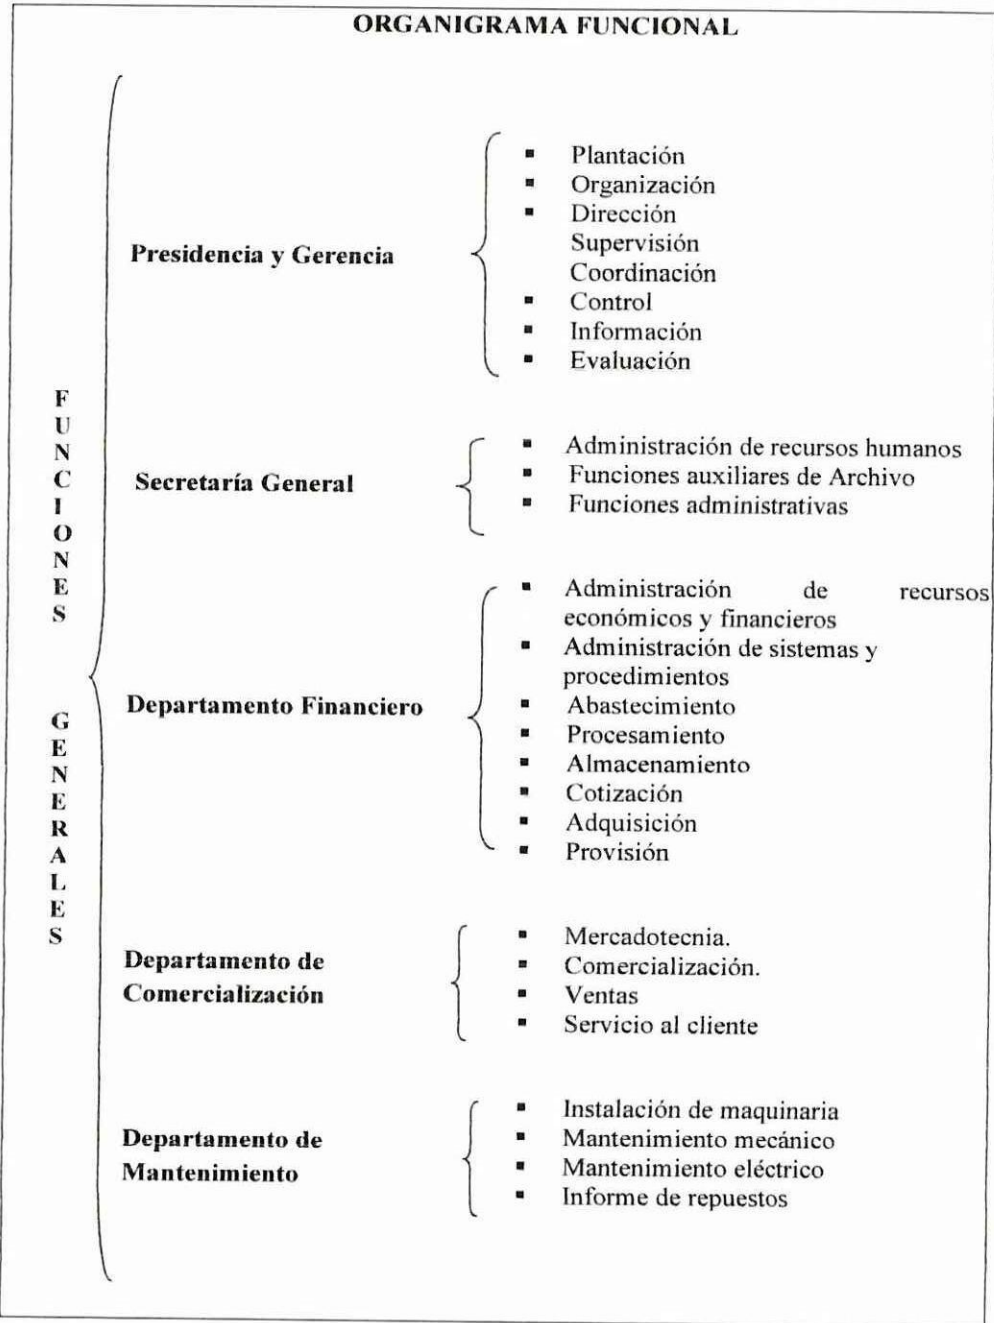 ORGANIGRAMA FUNCIONAL
FUNCIONES GENERALES
Presidencia y Gerencia
▪ Plantación
▪ Organización
▪ Dirección
Supervisión
Coordinación
▪ Control
▪ Información
▪ Evaluación
Secretaría General
▪ Administración de recursos humanos
▪ Funciones auxiliares de Archivo
▪ Funciones administrativas
Departamento Financiero
▪ Administración de recursos
económicos y financieros
▪ Administración de sistemas y
procedimientos
▪ Abastecimiento
▪ Procesamiento
▪ Almacenamiento
▪ Cotización
▪ Adquisición
▪ Provisión
Departamento de
Comercialización
▪ Mercadotecnia.
▪ Comercialización.
▪ Ventas
▪ Servicio al cliente
Departamento de
Mantenimiento
▪ Instalación de maquinaria
▪ Mantenimiento mecánico
▪ Mantenimiento eléctrico
▪ Informe de repuestos